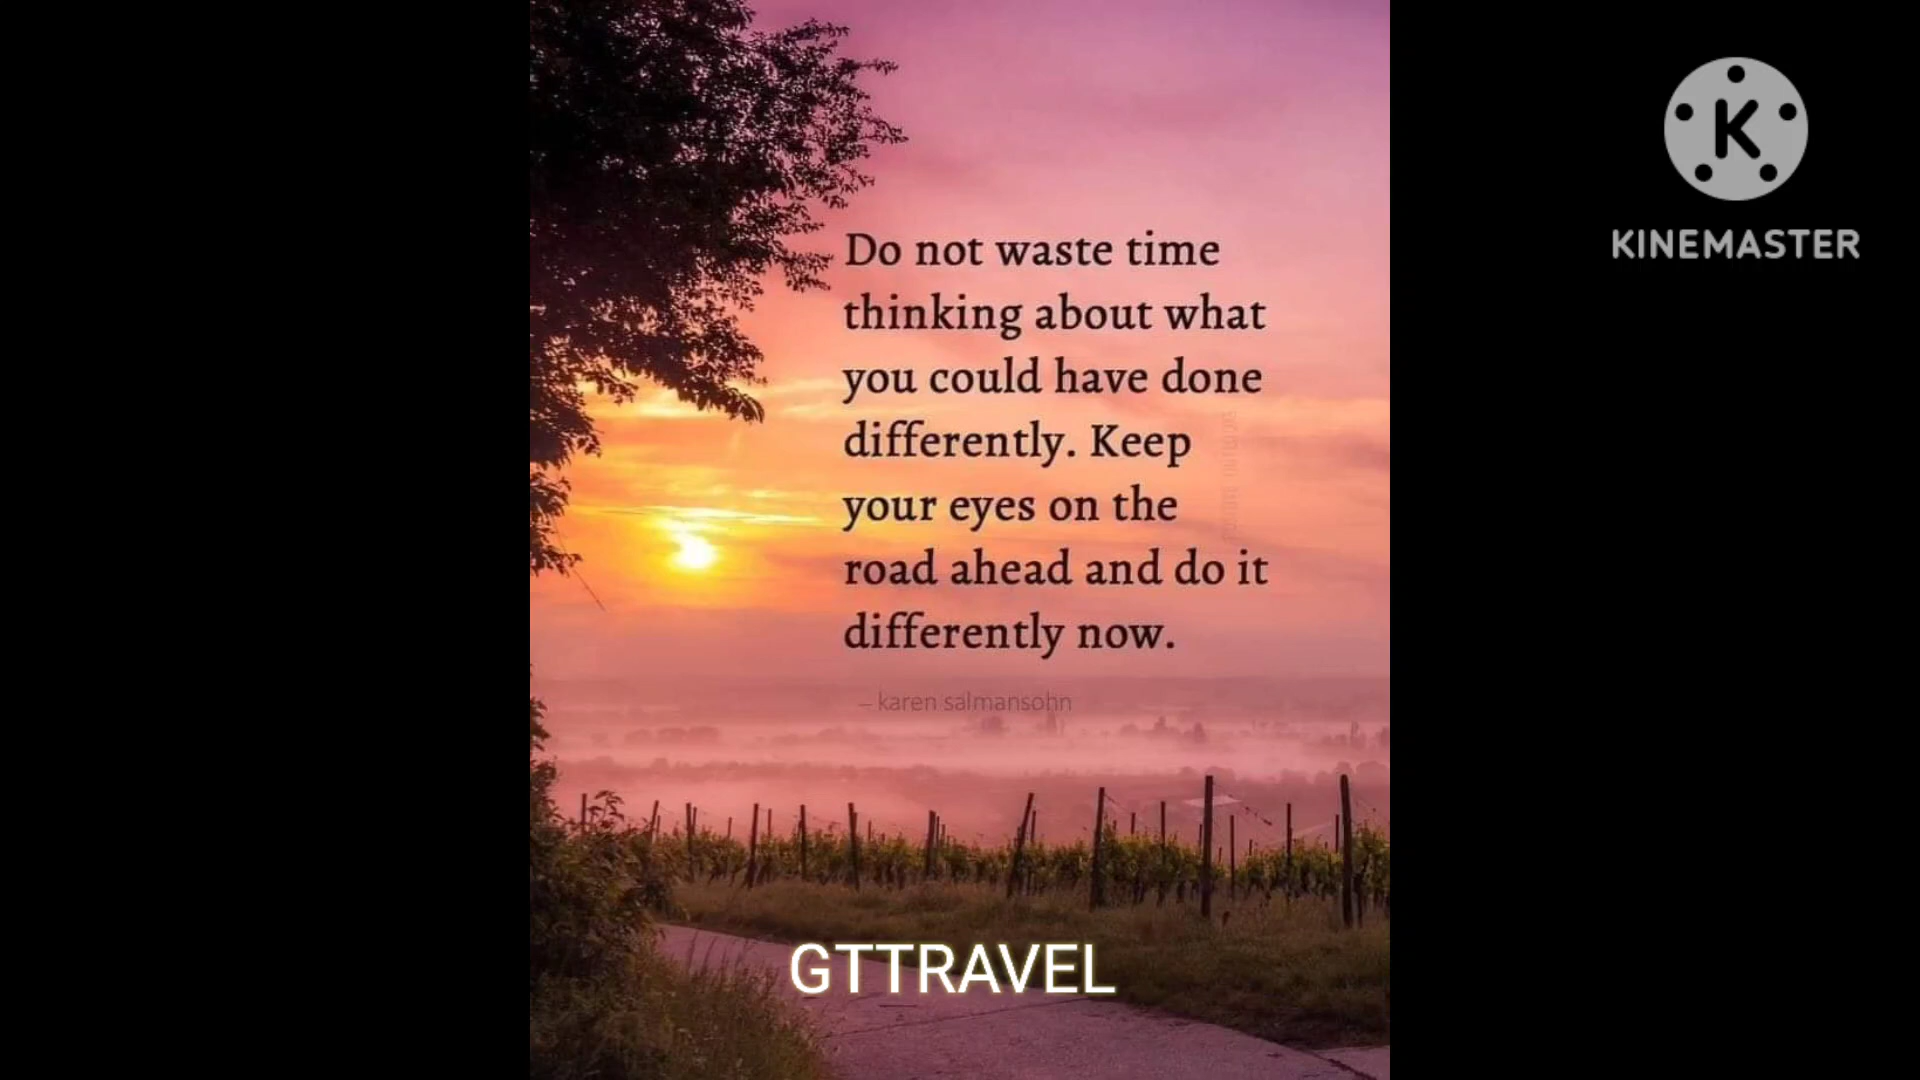 Do not waste time
thinking about what
you could have done
differently. Keep
your eyes on the
road ahead and do it
differently now.
– karen salmansohn
GTTRAVEL
K
KINEMASTER